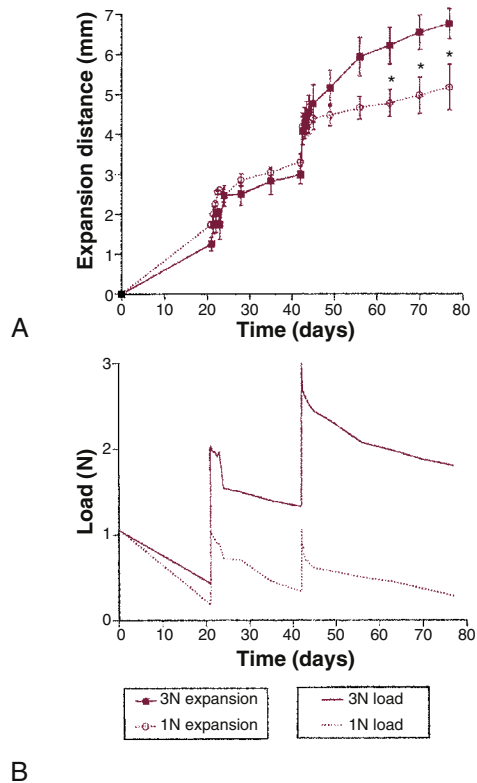 7
6
5
4
3
2
1
0
Expansion distance (mm)
* * *
0 10 20 30 40 50 60 70 80
Time (days)
A
3
2
1
0
Load (N)
0 10 20 30 40 50 60 70 80
Time (days)
3N expansion
1N expansion
3N load
1N load
B